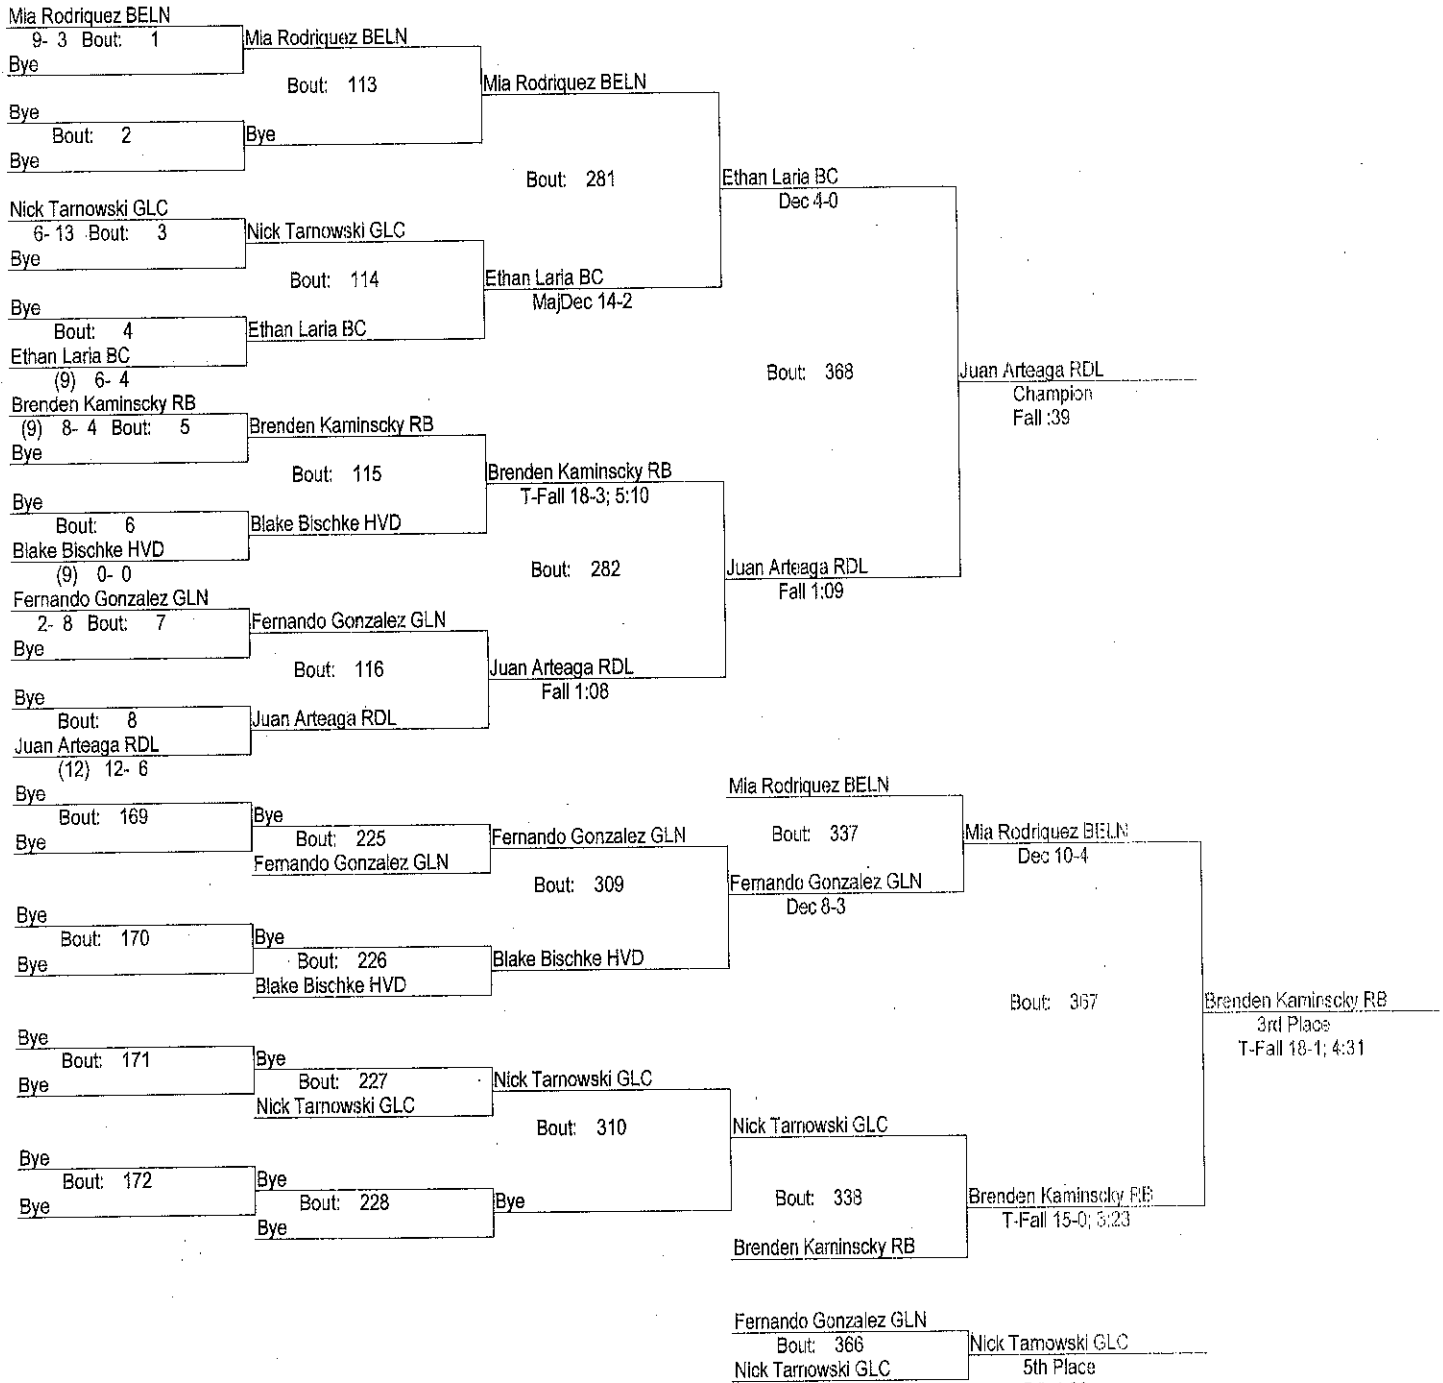 Mia Rodriquez BELN
9- 3 Bout: 1
Bye
Bye
Bout: 2
Bye
Nick Tarnowski GLC
6- 13 Bout: 3
Bye
Bye
Bout: 4
Ethan Laria BC
(9) 6- 4
Brenden Kaminscky RB
(9) 8- 4 Bout: 5
Bye
Bye
Bout: 6
Blake Bischke HVD
(9) 0- 0
Fernando Gonzalez GLN
2- 8 Bout: 7
Bye
Bye
Bout: 8
Juan Arteaga RDL
(12) 12- 6
Mia Rodriquez BELN
Bout: 113
Bye
Nick Tarnowski GLC
Bout: 114
Ethan Laria BC
Brenden Kaminscky RB
Bout: 115
Blake Bischke HVD
Fernando Gonzalez GLN
Bout: 116
Juan Arteaga RDL
Mia Rodriquez BELN
Bout: 281
Ethan Laria BC
MajDec 14-2
Brenden Kaminscky RB
T-Fall 18-3; 5:10
Bout: 282
Juan Arteaga RDL
Fall 1:08
Ethan Laria BC
Dec 4-0
Bout: 368
Juan Arteaga RDL
Fall 1:09
Juan Arteaga RDL
Champion
Fall :39
Bye
Bout: 169
Bye
Bye
Bout: 170
Bye
Bye
Bout: 171
Bye
Bye
Bout: 172
Bye
Bye
Bout: 225
Fernando Gonzalez GLN
Bye
Bout: 226
Blake Bischke HVD
Bye
Bout: 227
Nick Tarnowski GLC
Bye
Bout: 228
Bye
Fernando Gonzalez GLN
Bout: 309
Blake Bischke HVD
Nick Tarnowski GLC
Bout: 310
Bye
Mia Rodriquez BELN
Bout: 337
Fernando Gonzalez GLN
Dec 8-3
Nick Tarnowski GLC
Bout: 338
Brenden Kaminscky RB
Mia Rodriquez BELN
Dec 10-4
Bout: 367
Brenden Kaminscky RB
T-Fall 15-0; 3:23
Brenden Kaminscky RB
3rd Place
T-Fall 18-1; 4:31
Fernando Gonzalez GLN
Bout: 366
Nick Tarnowski GLC
Nick Tarnowski GLC
5th Place